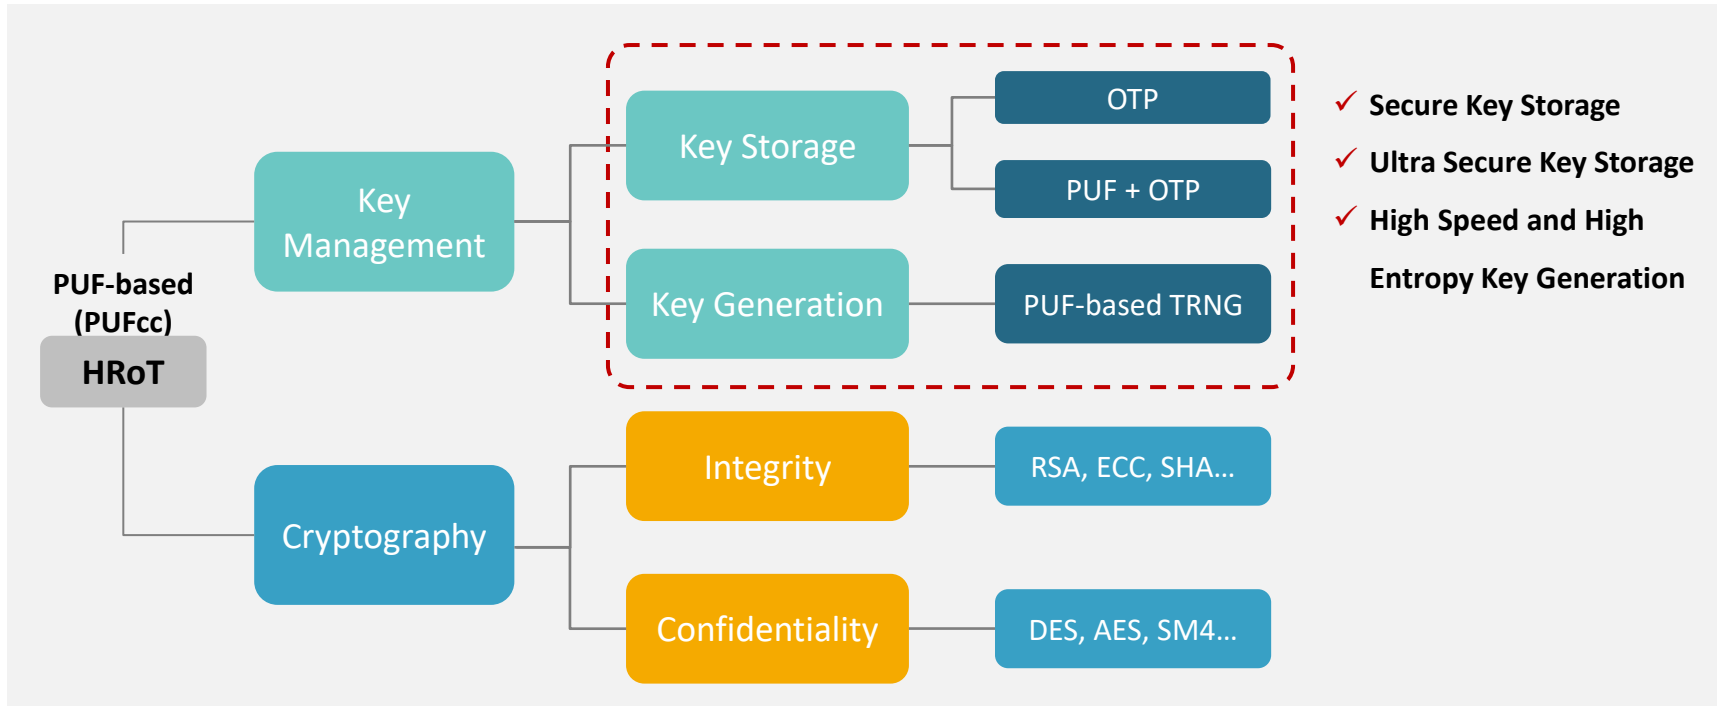 PUF-based
(PUFcc)
HRoT
Key
Management
Cryptography
Key Storage
Key Generation
Integrity
Confidentiality
OTP
PUF + OTP
PUF-based TRNG
RSA, ECC, SHA...
DES, AES, SM4...
✓ Secure Key Storage
✓ Ultra Secure Key Storage
✓ High Speed and High
Entropy Key Generation